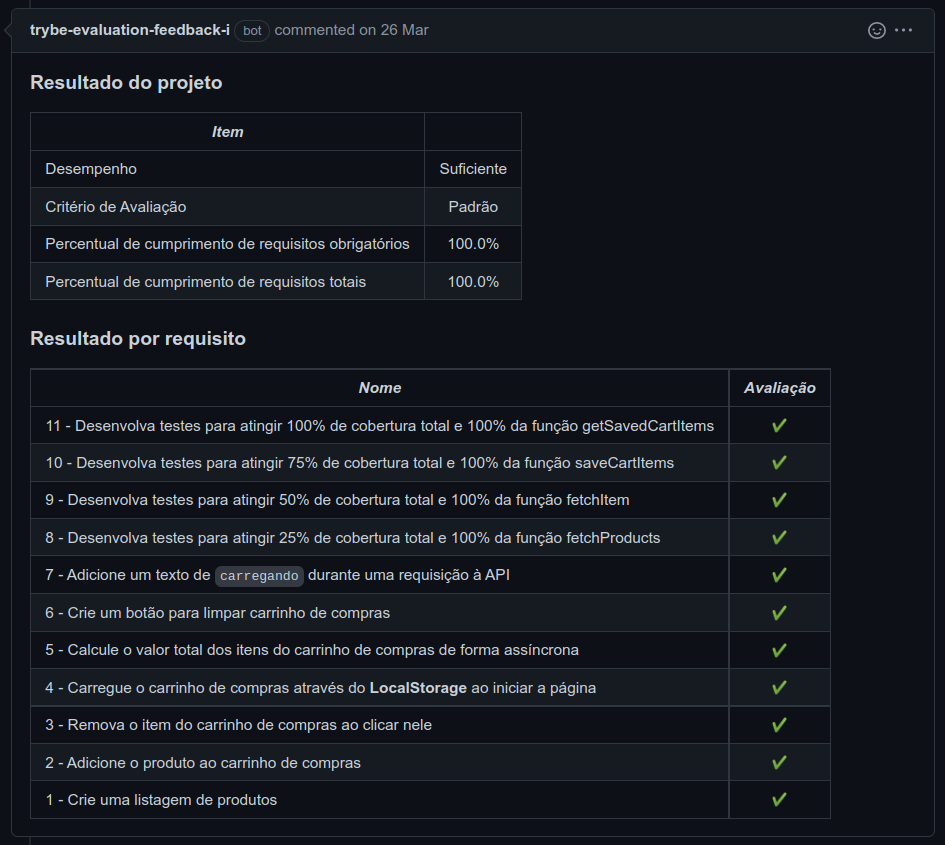 trybe-evaluation-feedback-i bot commented on 26 Mar
Resultado do projeto
Item
Desempenho Suficiente
Critério de Avaliação Padrão
Percentual de cumprimento de requisitos obrigatórios 100.0%
Percentual de cumprimento de requisitos totais 100.0%
Resultado por requisito
Nome Avaliação
11 - Desenvolva testes para atingir 100% de cobertura total e 100% da função getSavedCartItems ✔
10 - Desenvolva testes para atingir 75% de cobertura total e 100% da função saveCartItems ✔
9 - Desenvolva testes para atingir 50% de cobertura total e 100% da função fetchItem ✔
8 - Desenvolva testes para atingir 25% de cobertura total e 100% da função fetchProducts ✔
7 - Adicione um texto de carregando durante uma requisição à API ✔
6 - Crie um botão para limpar carrinho de compras ✔
5 - Calcule o valor total dos itens do carrinho de compras de forma assíncrona ✔
4 - Carregue o carrinho de compras através do LocalStorage ao iniciar a página ✔
3 - Remova o item do carrinho de compras ao clicar nele ✔
2 - Adicione o produto ao carrinho de compras ✔
1 - Crie uma listagem de produtos ✔